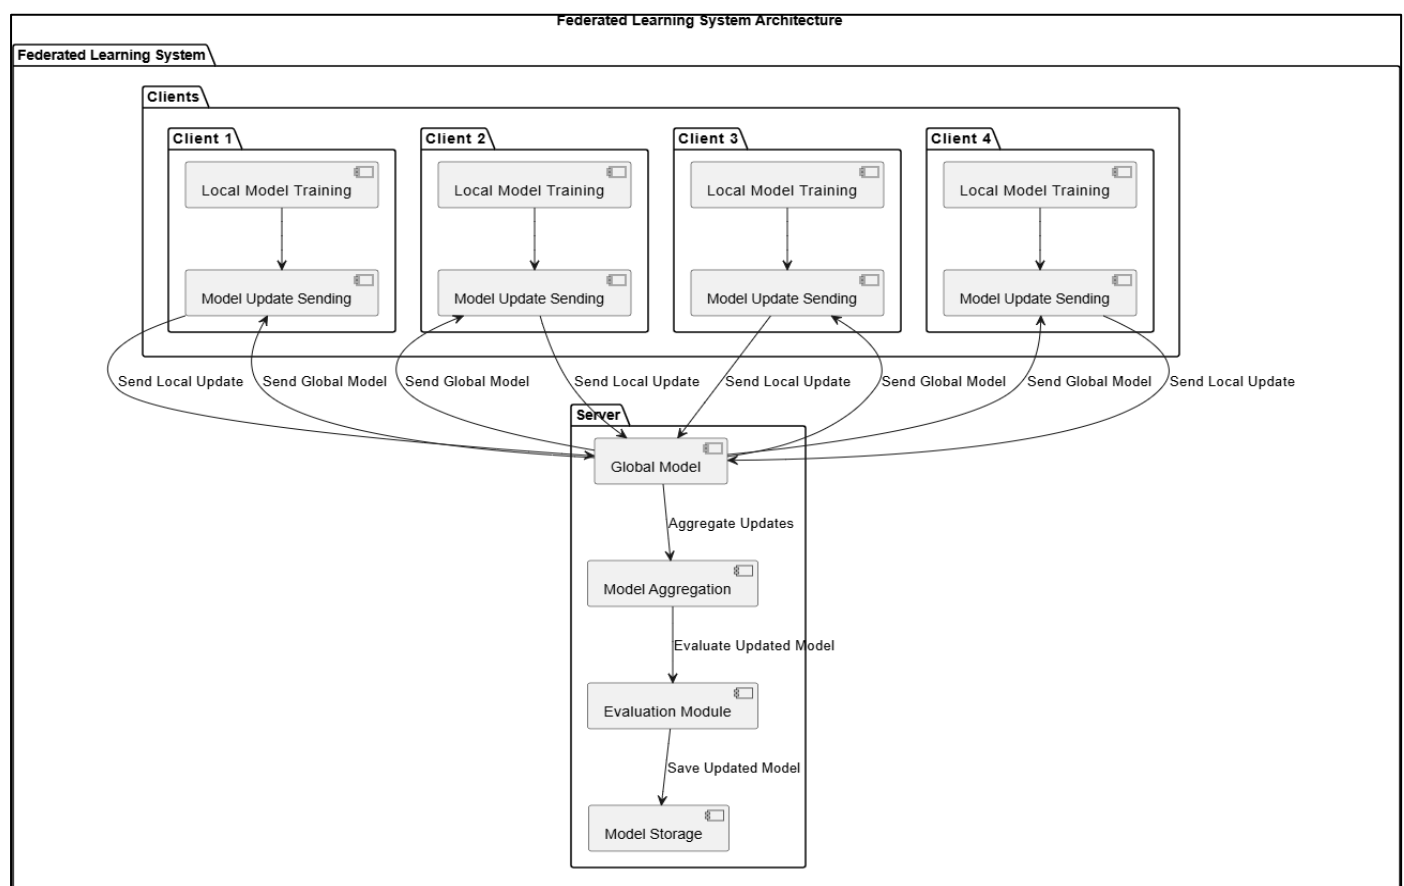 Federated Learning System Architecture
Federated Learning System
Clients
Client 1
Client 2
Client 3
Client 4
Local Model Training
Local Model Training
Local Model Training
Local Model Training
Model Update Sending
Model Update Sending
Model Update Sending
Model Update Sending
Send Local Update
Send Global Model
Send Global Model
Send Local Update
Send Local Update
Send Global Model
Send Global Model
Send Local Update
Server
Global Model
Aggregate Updates
Model Aggregation
Evaluate Updated Model
Evaluation Module
Save Updated Model
Model Storage